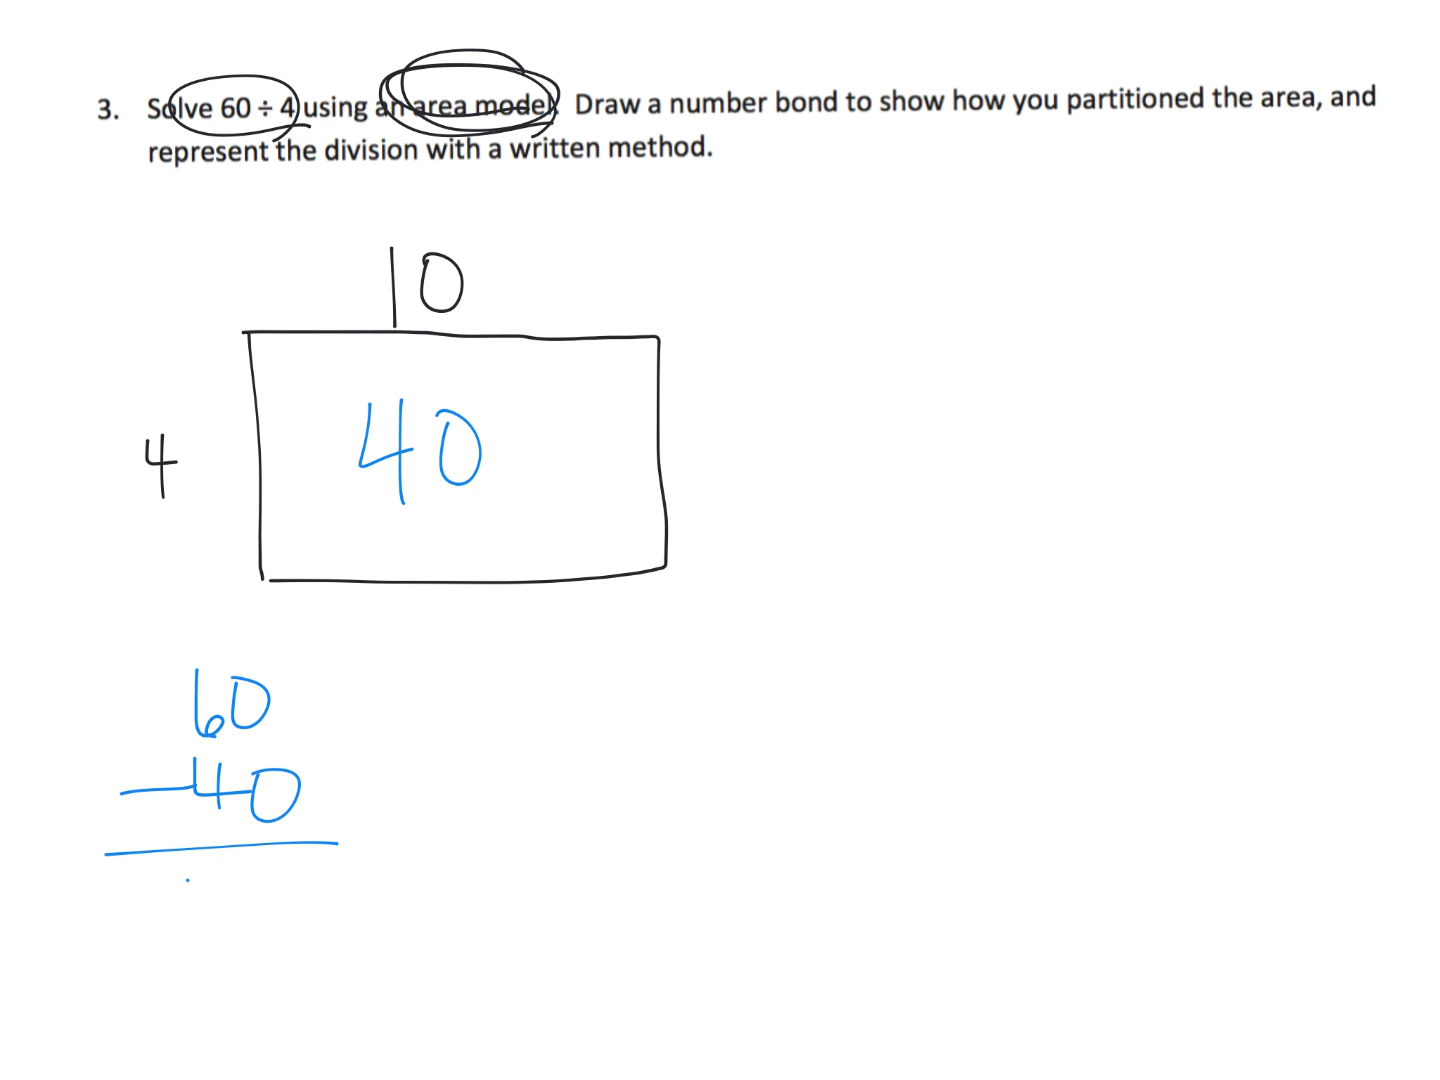 3. Solve 60 ÷ 4 using an area model. Draw a number bond to show how you partitioned the area, and
represent the division with a written method.
10
4
40
60
-40